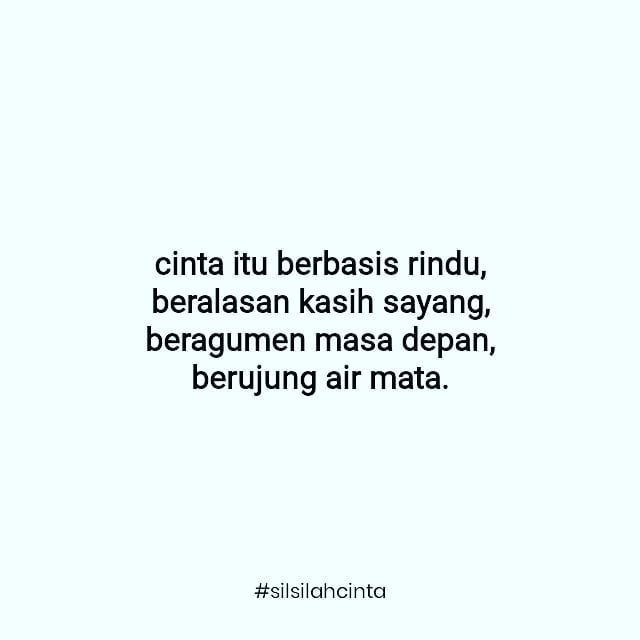 cinta itu berbasis rindu,
beralasan kasih sayang,
beragumen masa depan,
berujung air mata.
#silsilahcinta